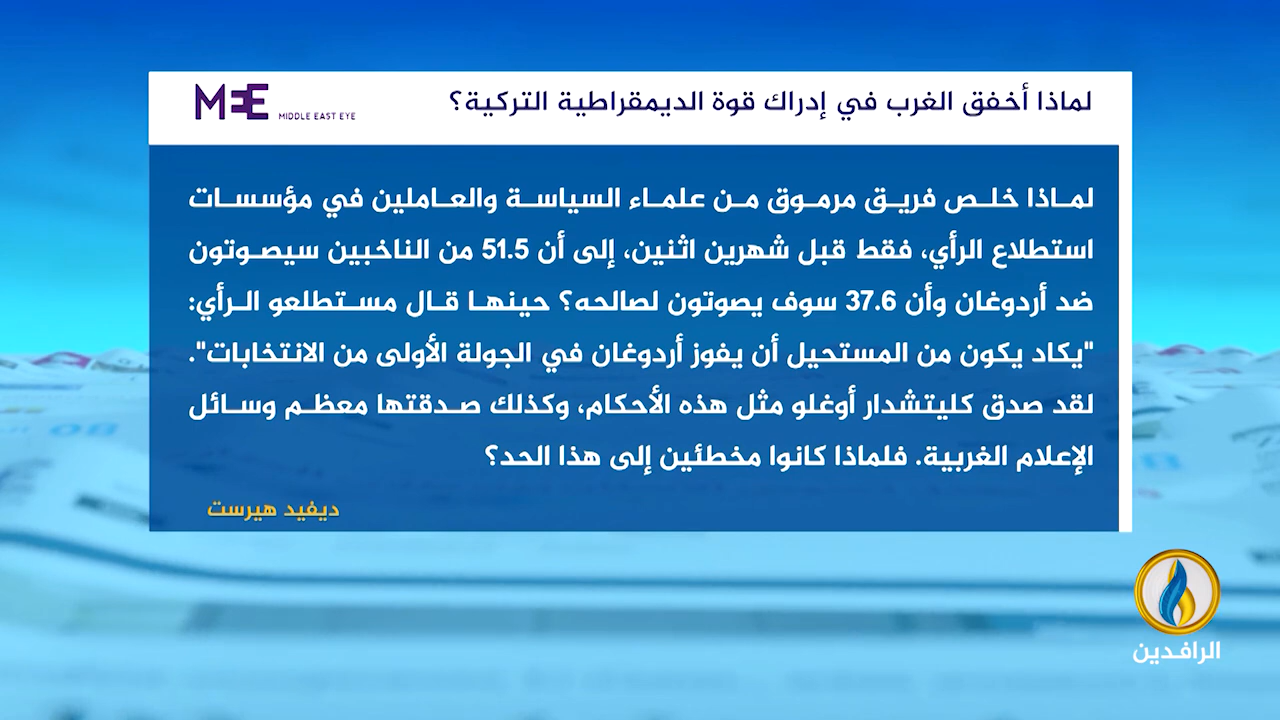 لماذا أخفق الغرب في إدراك قوة الديمقراطية التركية؟
MEE
MIDDLE EAST EYE
لماذا خلص فريق مرموق من علماء السياسة والعاملين في مؤسسات
استطلاع الرأي، فقط قبل شهرين اثنين، إلى أن 51.5 من الناخبين سيصوتون
ضد أردوغان وأن 37.6 سوف يصوتون لصالحه؟ حينها قال مستطلعو الرأي:
"يكاد يكون من المستحيل أن يفوز أردوغان في الجولة الأولى من الانتخابات".
لقد صدق كليتشدار أوغلو مثل هذه الأحكام، وكذلك صدقتها معظم وسائل
الإعلام الغربية. فلماذا كانوا مخطئين إلى هذا الحد؟
ديفيد هيرست
الرافدين